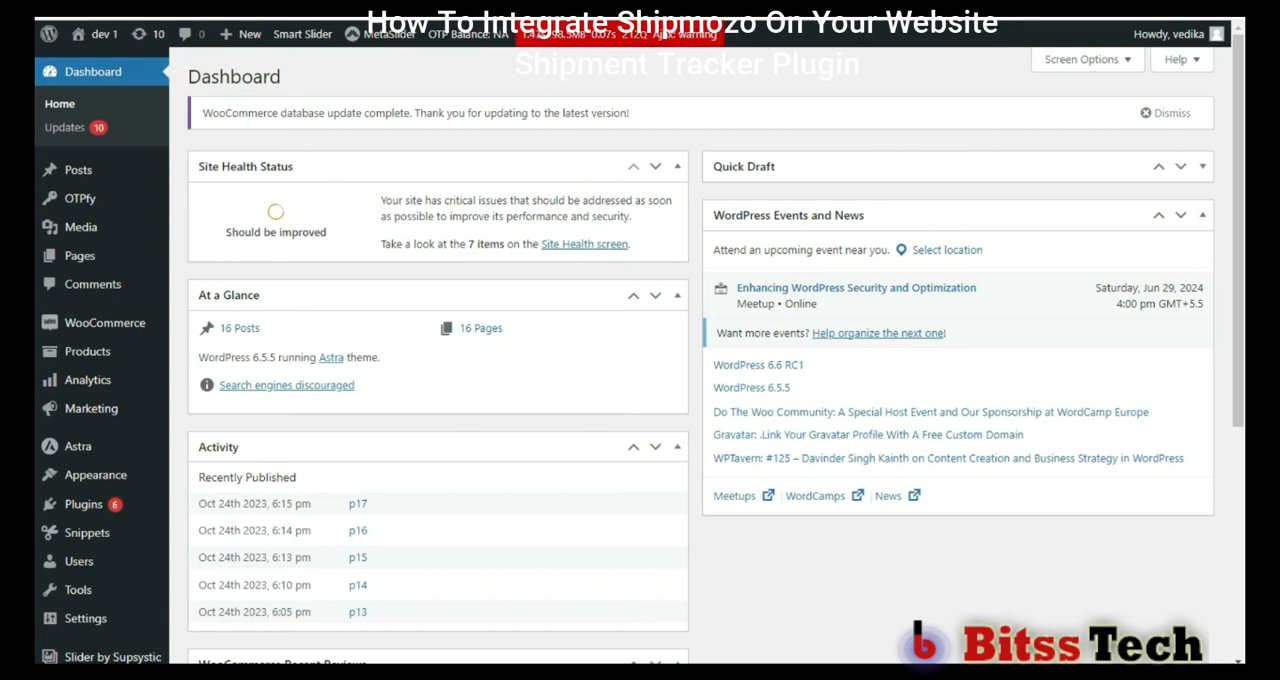 How To Integrate Shipmozo On Your Website
Shipment Tracker Plugin
dev 1
10
0
New
Smart Slider
MetaSlider
OTP Balance: NA
Howdy, vedika
Dashboard
Home
Updates 10
Posts
OTPfy
Media
Pages
Comments
WooCommerce
Products
Analytics
Marketing
Astra
Appearance
Plugins 6
Snippets
Users
Tools
Settings
Slider by Supsystic
Dashboard
Screen Options
Help
WooCommerce database update complete. Thank you for updating to the latest version!
Dismiss
Site Health Status
Should be improved
Your site has critical issues that should be addressed as soon
as possible to improve its performance and security.
Take a look at the 7 items on the Site Health screen.
At a Glance
16 Posts
16 Pages
WordPress 6.5.5 running Astra theme.
Search engines discouraged
Activity
Recently Published
Oct 24th 2023, 6:15 pm p17
Oct 24th 2023, 6:14 pm p16
Oct 24th 2023, 6:13 pm p15
Oct 24th 2023, 6:10 pm p14
Oct 24th 2023, 6:05 pm p13
WooCommerce Recent Reviews
Quick Draft
WordPress Events and News
Attend an upcoming event near you. Select location
Enhancing WordPress Security and Optimization
Meetup • Online
Saturday, Jun 29, 2024
4:00 pm GMT+5.5
Want more events? Help organize the next one!
WordPress 6.6 RC1
WordPress 6.5.5
Do The Woo Community: A Special Host Event and Our Sponsorship at WordCamp Europe
Gravatar: .Link Your Gravatar Profile With A Free Custom Domain
WPTavern: #125 – Davinder Singh Kainth on Content Creation and Business Strategy in WordPress
Meetups | WordCamps | News
b Bitss Tech